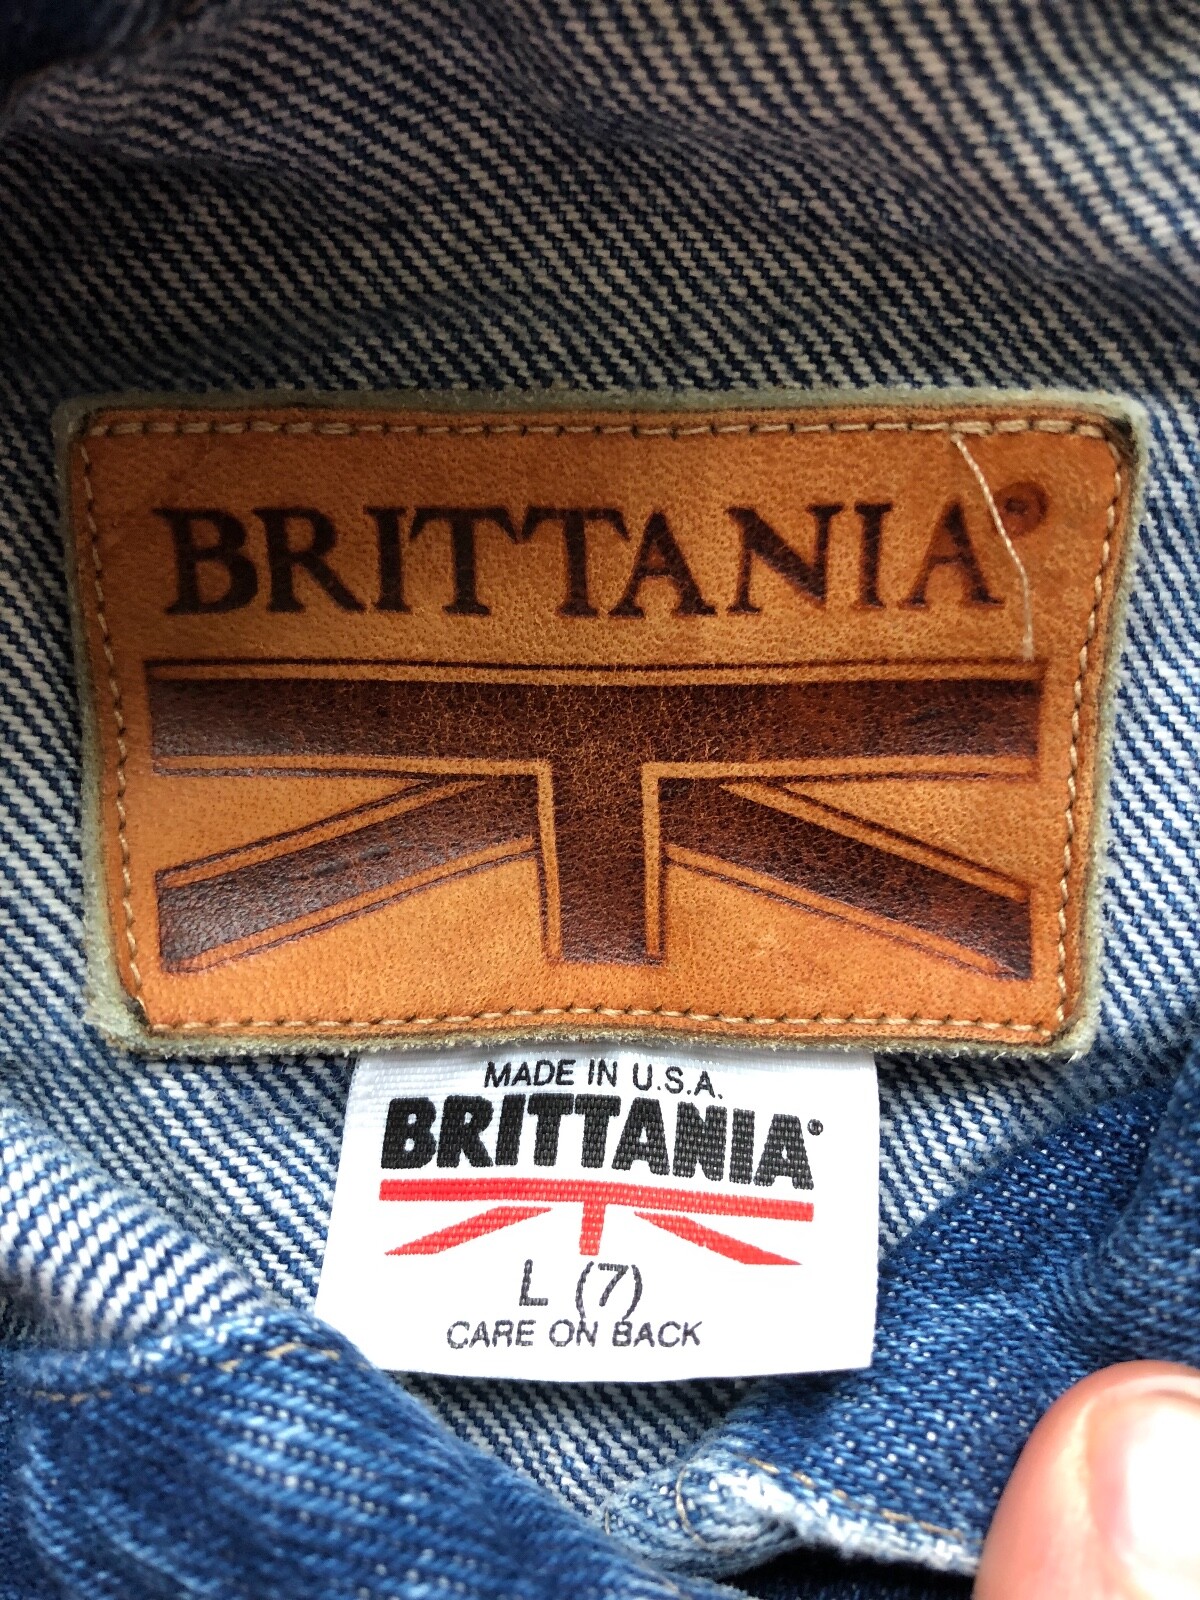 BRITTANIA®
MADE IN U.S.A.
BRITTANIA®
L (7)
CARE ON BACK